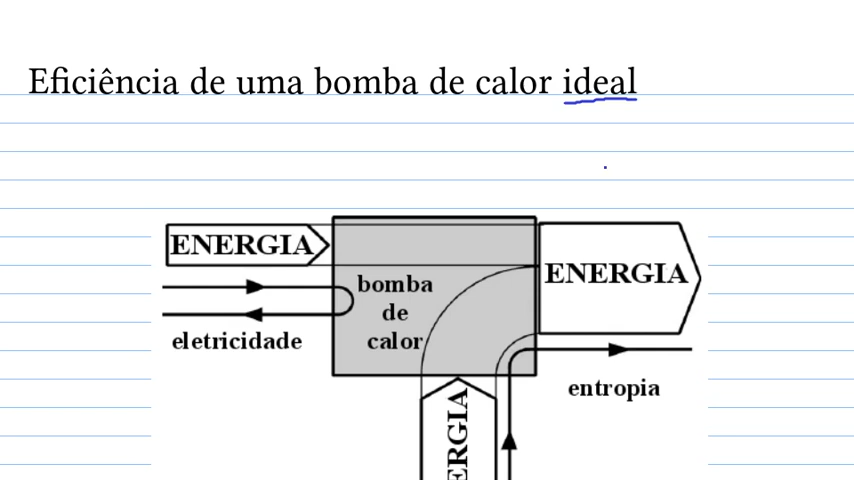 Eficiência de uma bomba de calor ideal
ENERGIA
ENERGIA
bomba
de
calor
eletricidade
entropia